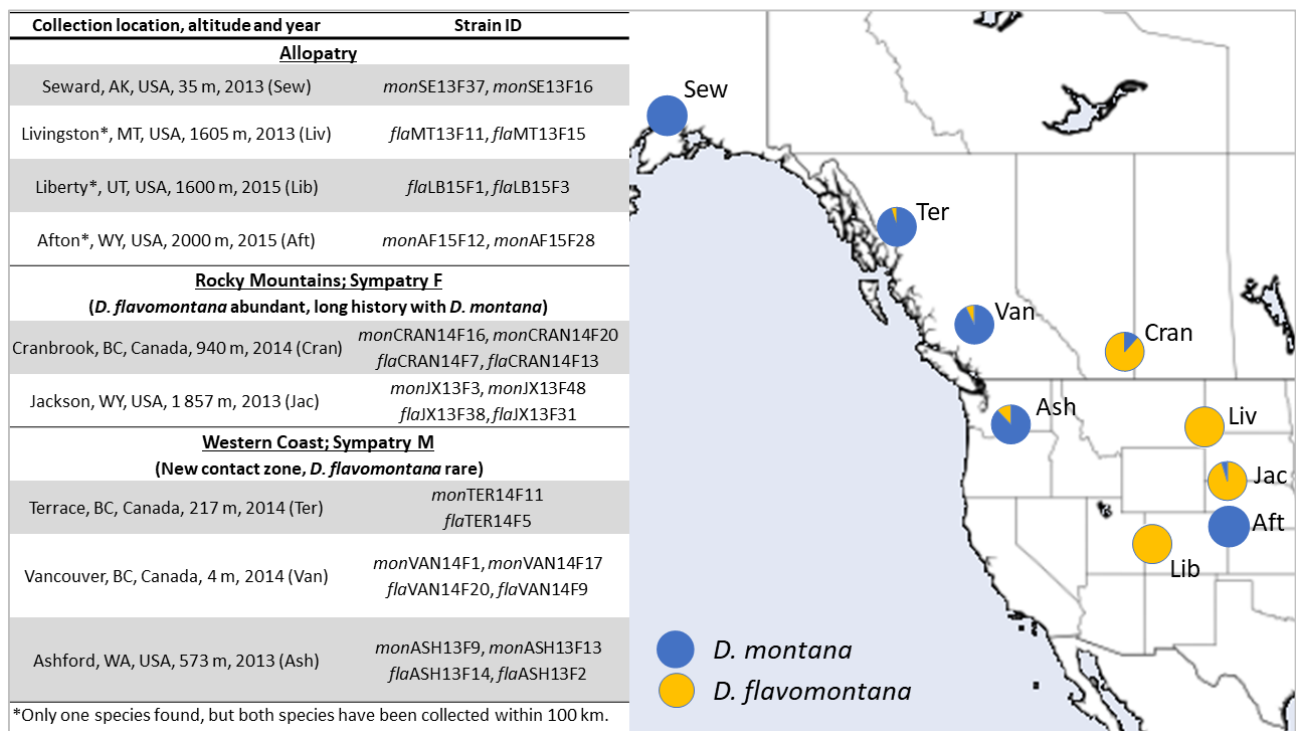 Collection location, altitude and year Strain ID
Allopatry
Seward, AK, USA, 35 m, 2013 (Sew) monSE13F37, monSE13F16
Livingston*, MT, USA, 1605 m, 2013 (Liv) flaMT13F11, flaMT13F15
Liberty*, UT, USA, 1600 m, 2015 (Lib) flaLB15F1, flaLB15F3
Afton*, WY, USA, 2000 m, 2015 (Aft) monAF15F12, monAF15F28
Rocky Mountains; Sympatry F
(D. flavomontana abundant, long history with D. montana)
Cranbrook, BC, Canada, 940 m, 2014 (Cran) monCRAN14F16, monCRAN14F20
flaCRAN14F7, flaCRAN14F13
Jackson, WY, USA, 1 857 m, 2013 (Jac) monJX13F3, monJX13F48
flaJX13F38, flaJX13F31
Western Coast; Sympatry M
(New contact zone, D. flavomontana rare)
Terrace, BC, Canada, 217 m, 2014 (Ter) monTER14F11
flaTER14F5
Vancouver, BC, Canada, 4 m, 2014 (Van) monVAN14F1, monVAN14F17
flaVAN14F20, flaVAN14F9
Ashford, WA, USA, 573 m, 2013 (Ash) monASH13F9, monASH13F13
flaASH13F14, flaASH13F2
*Only one species found, but both species have been collected within 100 km.
Sew
Ter
Van
Cran
Ash
Liv
Jac
Aft
Lib
D. montana
D. flavomontana